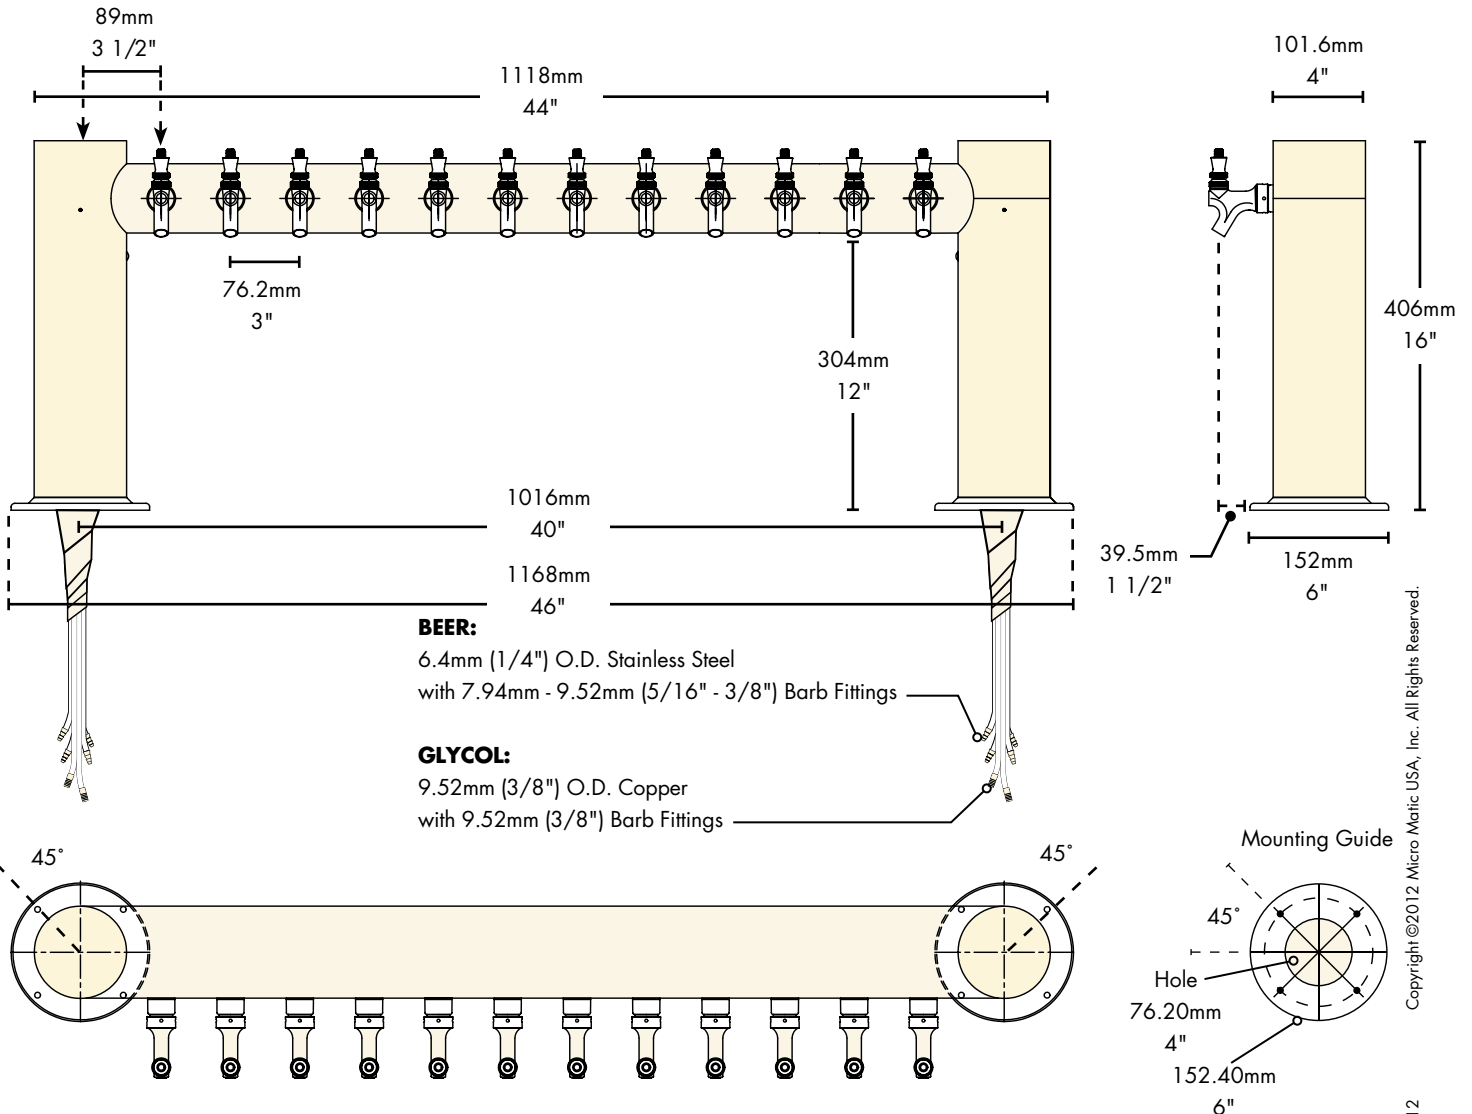 89mm
3 1/2"
1118mm
44"
101.6mm
4"
76.2mm
3"
304mm
12"
406mm
16"
1016mm
40"
1168mm
46"
39.5mm
1 1/2"
152mm
6"
BEER:
6.4mm (1/4") O.D. Stainless Steel
with 7.94mm - 9.52mm (5/16" - 3/8") Barb Fittings
GLYCOL:
9.52mm (3/8") O.D. Copper
with 9.52mm (3/8") Barb Fittings
45°
45°
Mounting Guide
45°
Hole
76.20mm
4"
152.40mm
6"
Copyright ©2012 Micro Matic USA, Inc. All Rights Reserved.
12